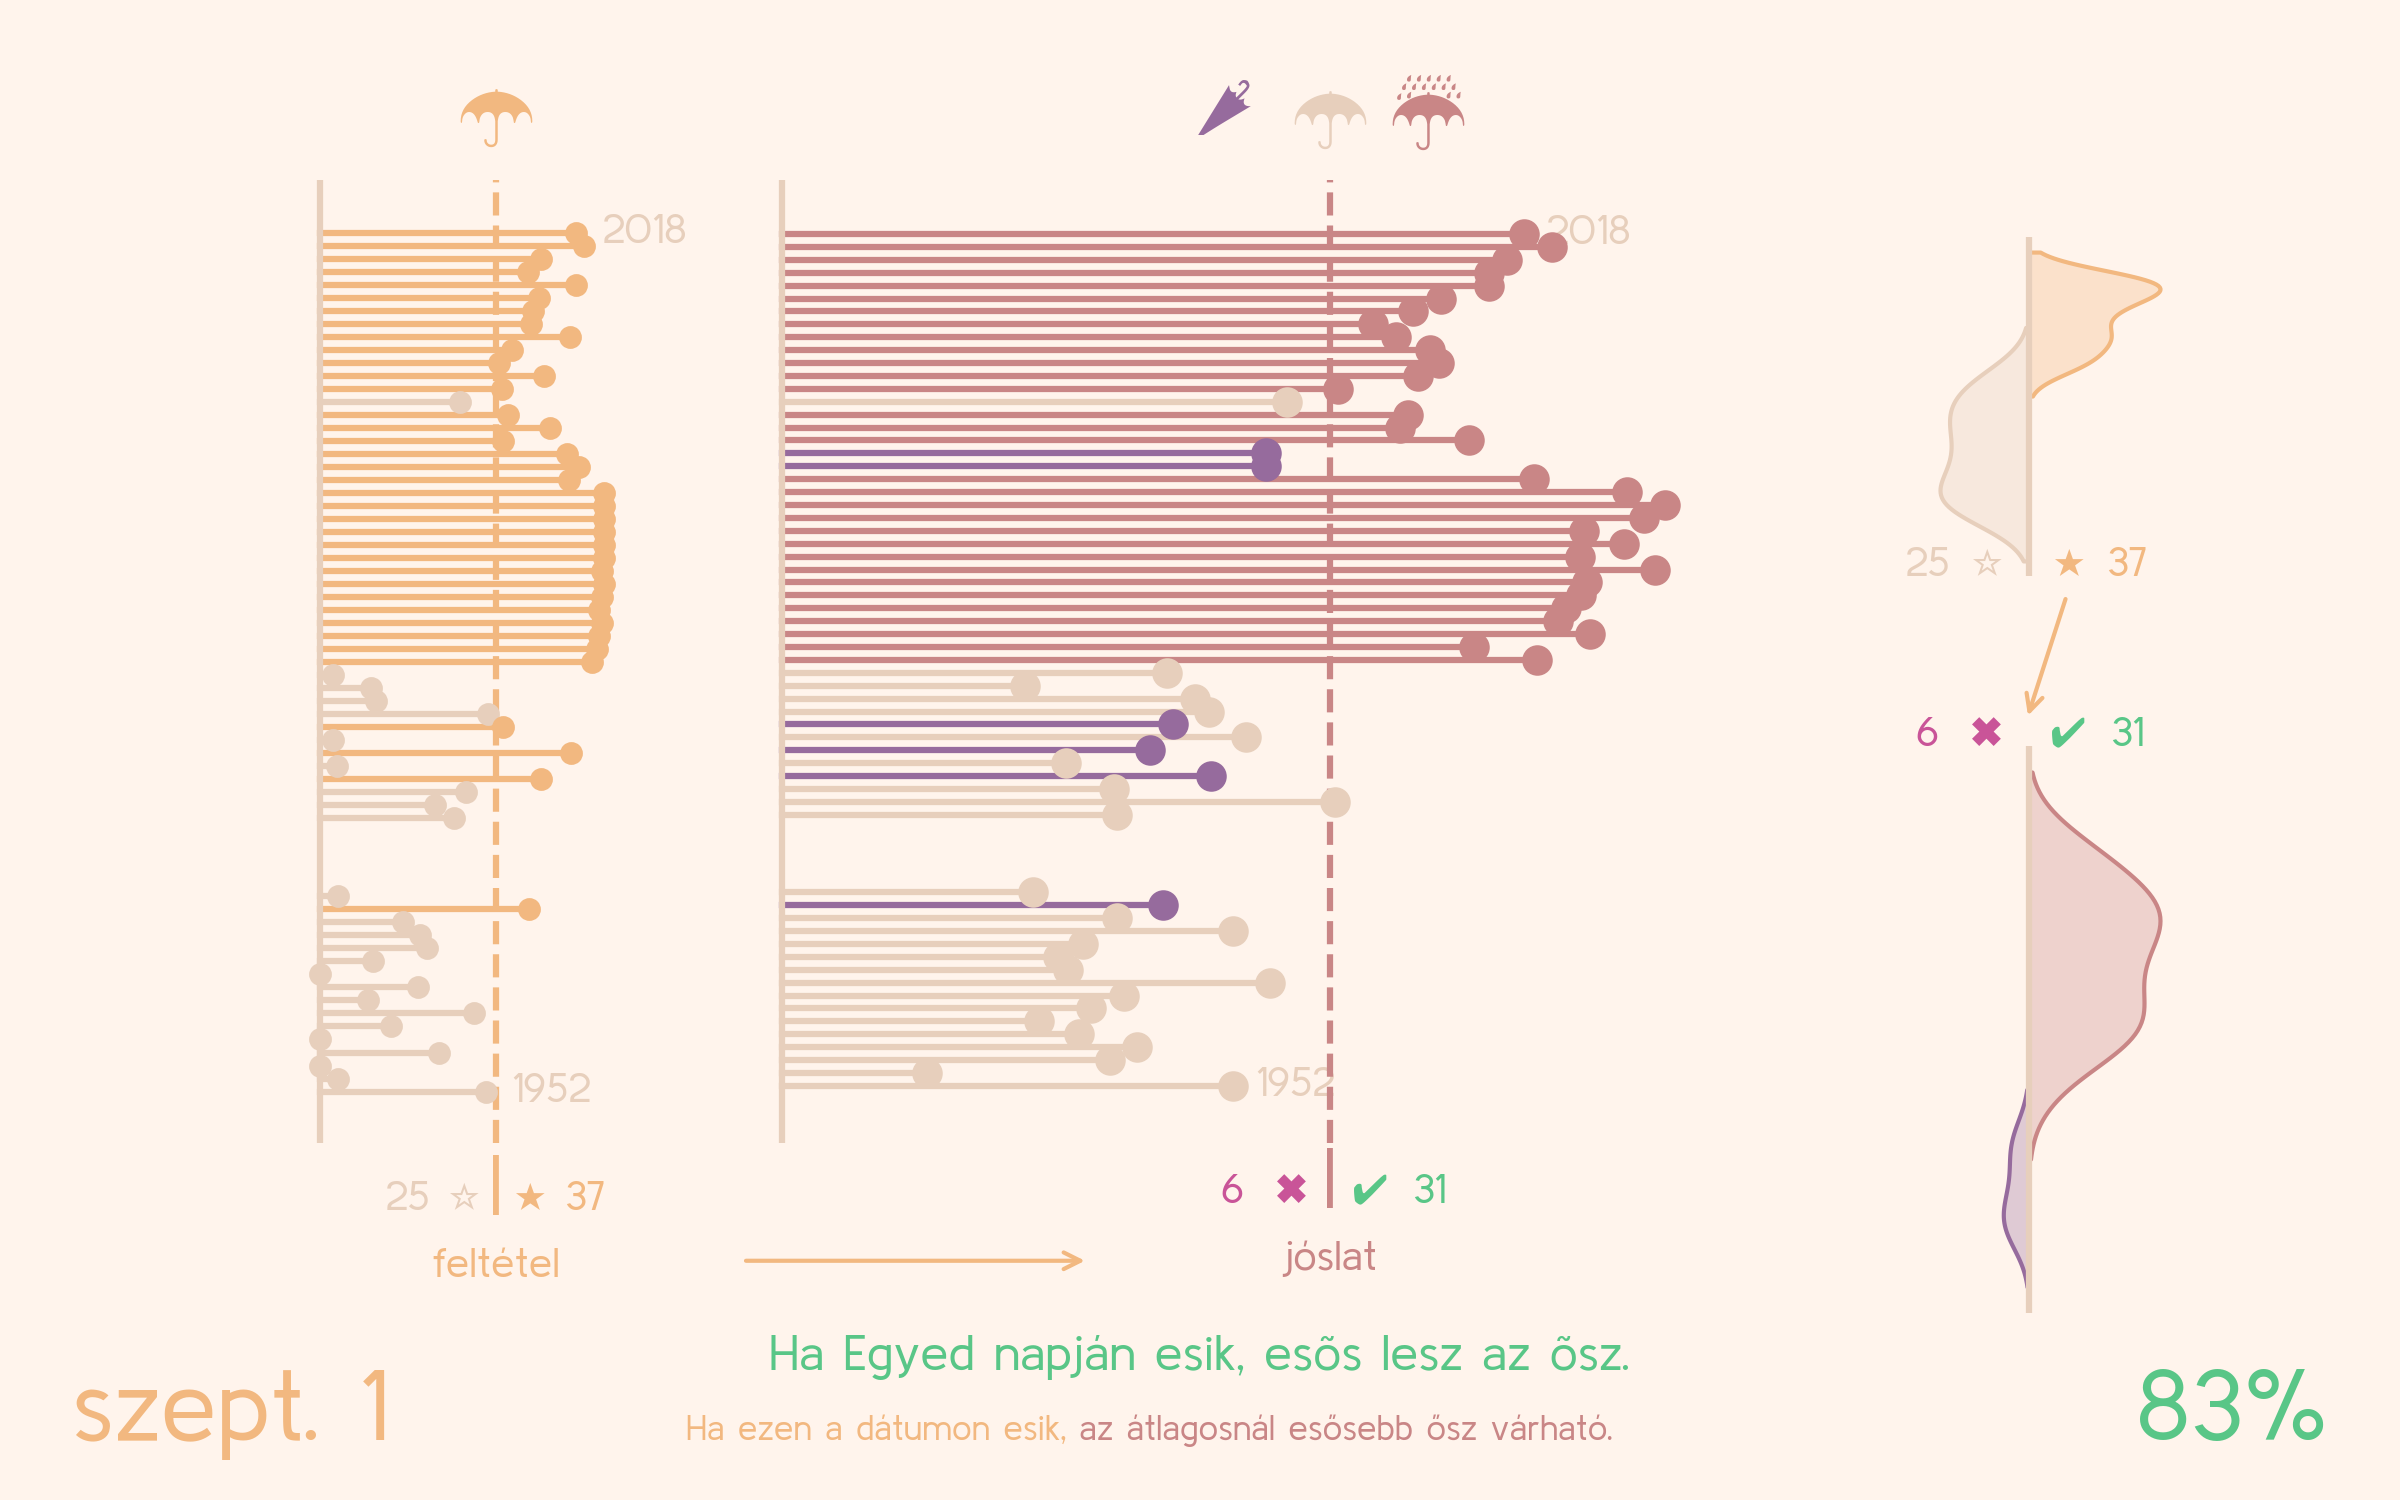 2018
2018
1952
1952
25 ☆ ★ 37
6 ✖ ✔ 31
25 ☆ ★ 37
6 ✖ ✔ 31
feltétel
jóslat
Ha Egyed napján esik, esõs lesz az õsz.
szept. 1
Ha ezen a dátumon esik, az átlagosnál esősebb ősz várható.
83%